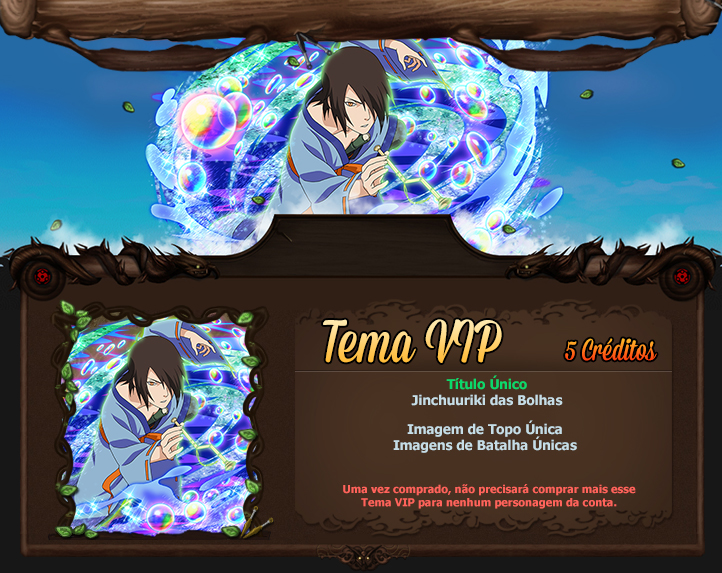 Tema VIP
5 Créditos
Título Único
Jinchuuriki das Bolhas
Imagem de Topo Única
Imagens de Batalha Únicas
Uma vez comprado, não precisará comprar mais esse
Tema VIP para nenhum personagem da conta.